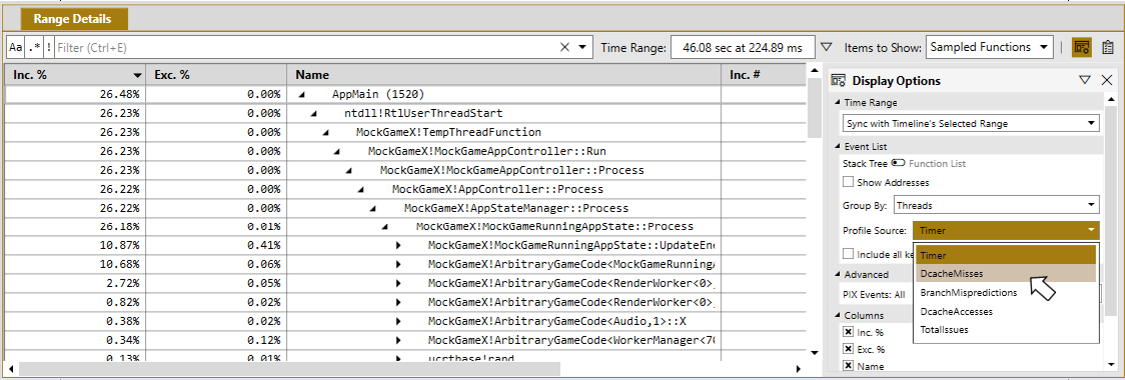 Range Details
Aa .* ! Filter (Ctrl+E) Time Range: 46.08 sec at 224.89 ms Items to Show: Sampled Functions
Inc. % Exc. % Name Inc. #
26.48% 0.00% AppMain (1520)
26.23% 0.00% ntdll!RtlUserThreadStart
26.23% 0.00% MockGameX!TempThreadFunction
26.23% 0.00% MockGameX!MockGameAppController::Run
26.23% 0.00% MockGameX!MockGameAppController::Process
26.22% 0.00% MockGameX!AppController::Process
26.22% 0.00% MockGameX!AppStateManager::Process
26.18% 0.01% MockGameX!MockGameRunningAppState::Process
10.87% 0.41% MockGameX!MockGameRunningAppState::UpdateEn
10.68% 0.06% MockGameX!ArbitraryGameCode<MockGameRunning
2.72% 0.05% MockGameX!ArbitraryGameCode<RenderWorker<0>
0.82% 0.02% MockGameX!ArbitraryGameCode<RenderWorker<0>
0.38% 0.02% MockGameX!ArbitraryGameCode<Audio,1>::X
0.34% 0.12% MockGameX!ArbitraryGameCode<WorkerManager<7
0.13% 0.01% ucrtbase!rand
Display Options
Time Range
Sync with Timeline's Selected Range
Event List
Stack Tree Function List
Show Addresses
Group By: Threads
Profile Source: Timer
Include all ke
Timer
DcacheMisses
BranchMispredictions
DcacheAccesses
TotalIssues
Advanced
PIX Events: All
Columns
Inc. %
Exc. %
Name